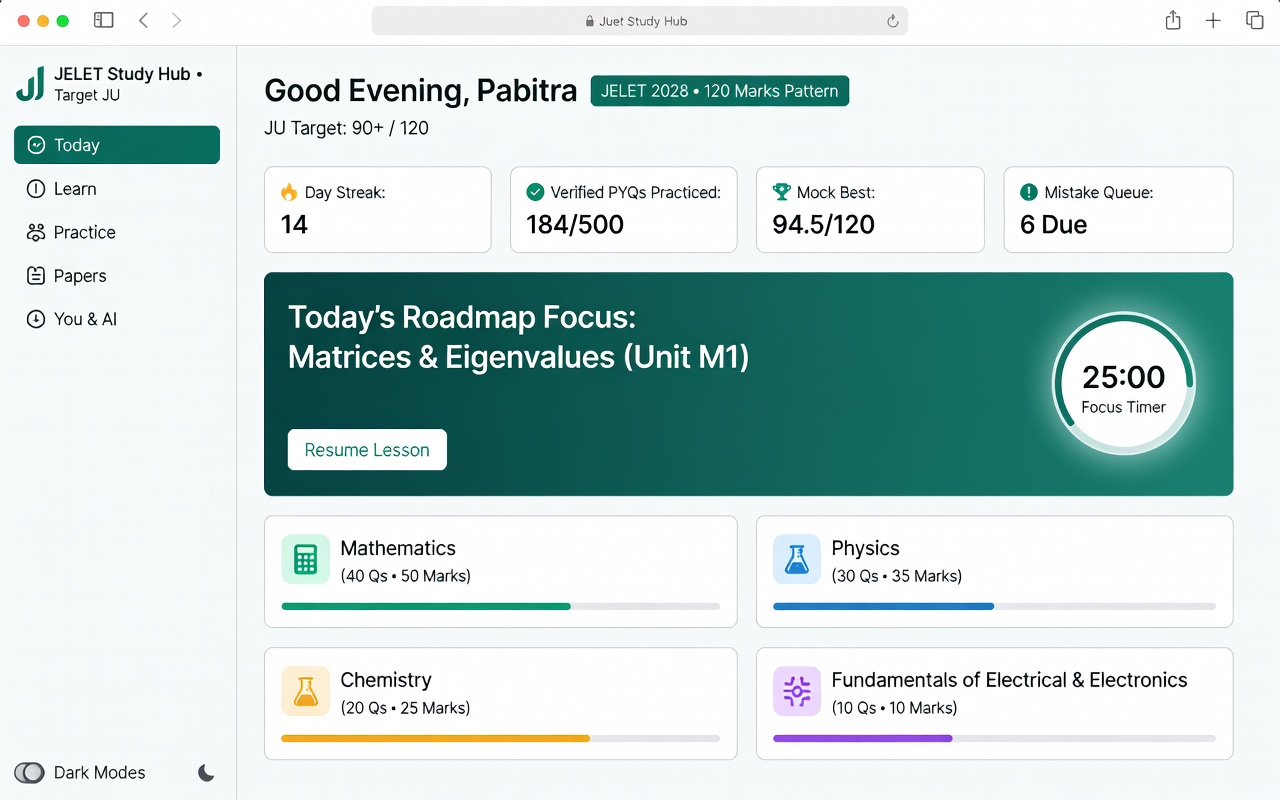 Juet Study Hub
JELET Study Hub •
Target JU
Today
Learn
Practice
Papers
You & AI
Dark Modes
Good Evening, Pabitra
JELET 2028 • 120 Marks Pattern
JU Target: 90+ / 120
Day Streak:
14
Verified PYQs Practiced:
184/500
Mock Best:
94.5/120
Mistake Queue:
6 Due
Today's Roadmap Focus:
Matrices & Eigenvalues (Unit M1)
Resume Lesson
25:00
Focus Timer
Mathematics
(40 Qs • 50 Marks)
Physics
(30 Qs • 35 Marks)
Chemistry
(20 Qs • 25 Marks)
Fundamentals of Electrical & Electronics
(10 Qs • 10 Marks)